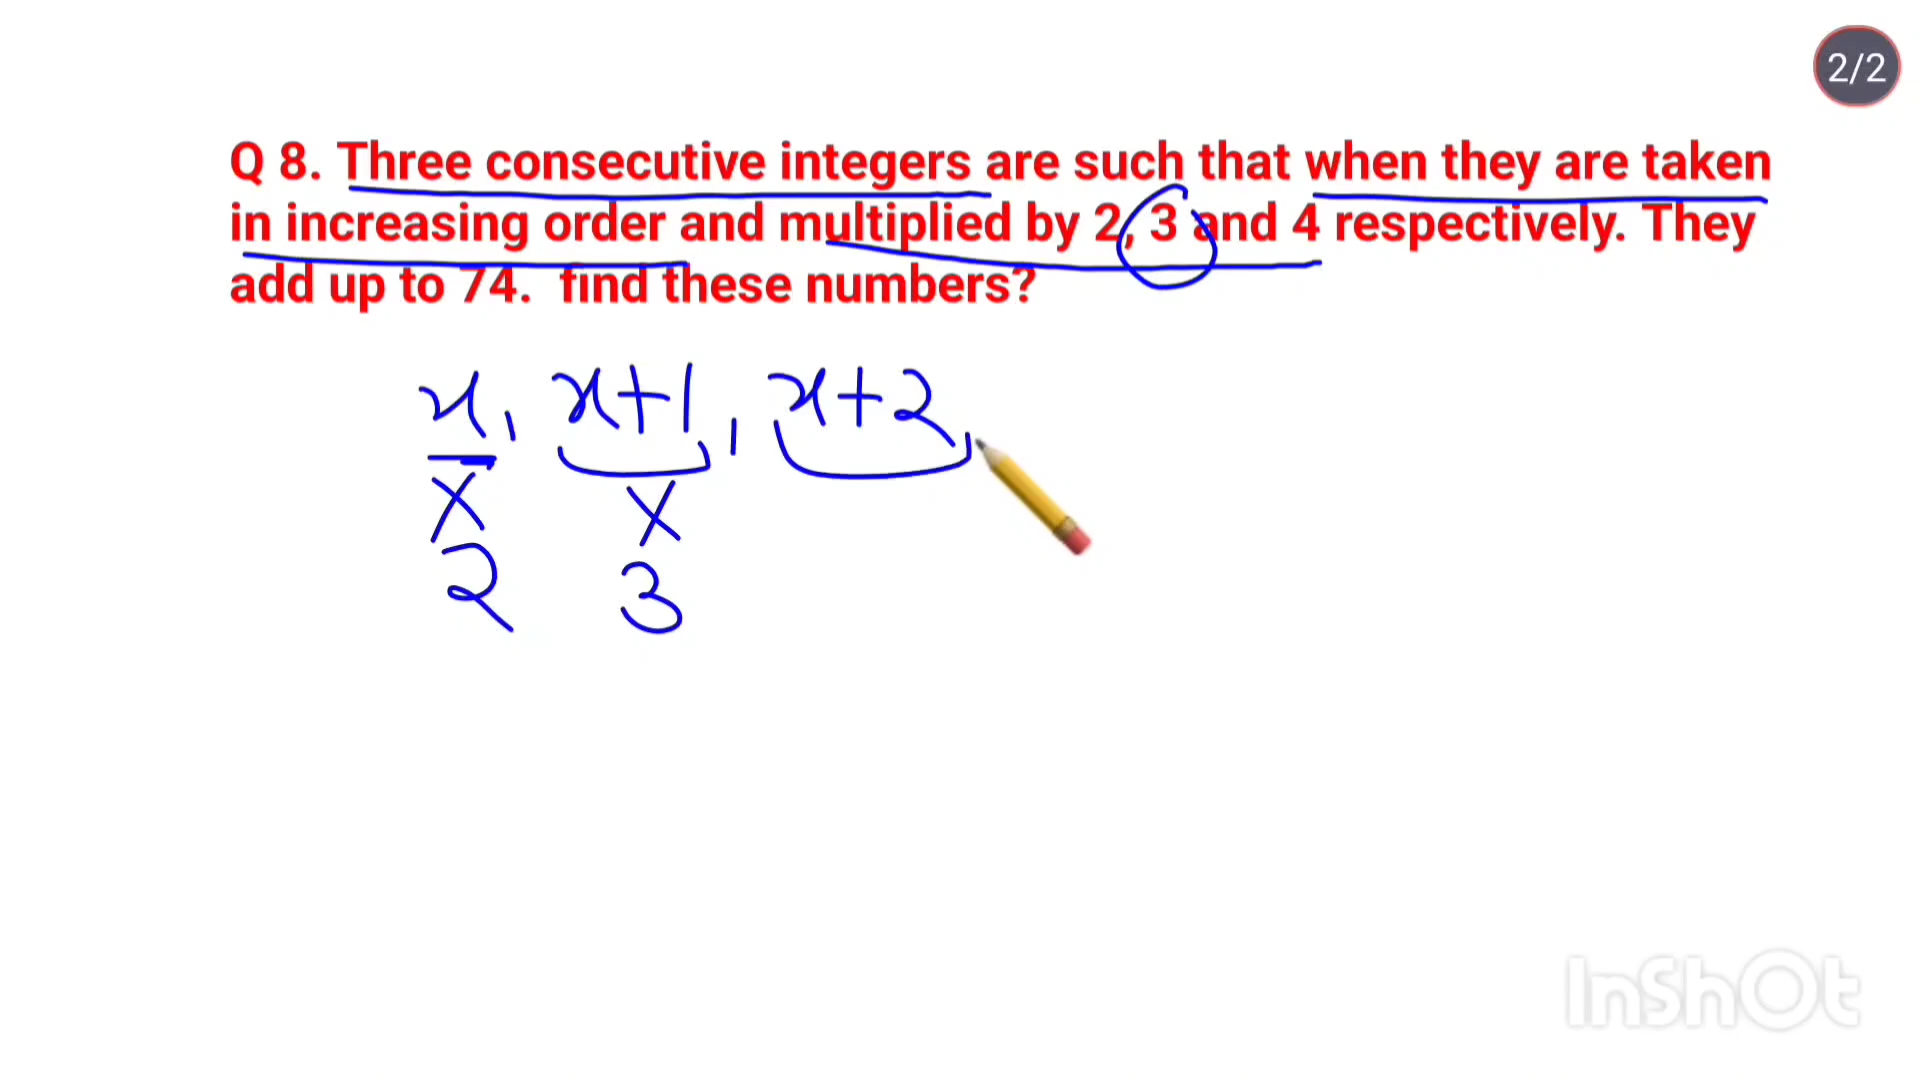 2/2
Q 8. Three consecutive integers are such that when they are taken
in increasing order and multiplied by 2, 3 and 4 respectively. They
add up to 74.  find these numbers?
x, x+1, x+2,
× ×
2 3
InShOt